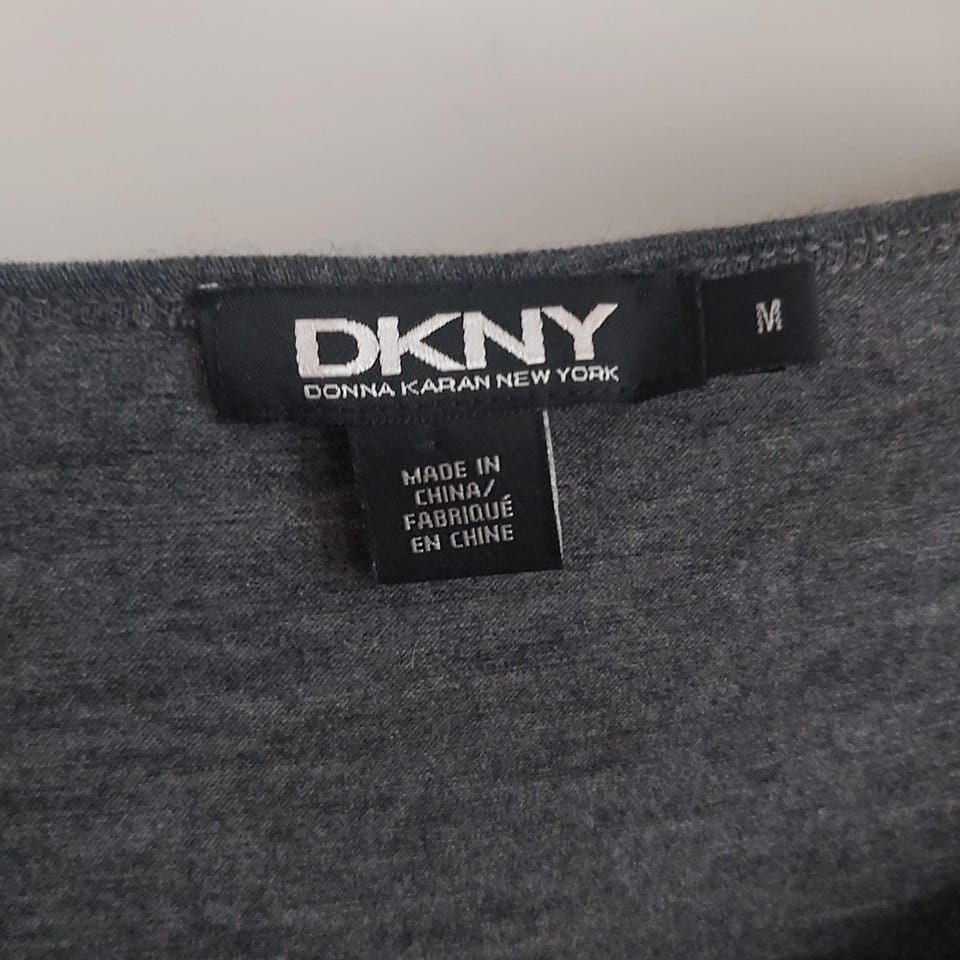 DKNY
DONNA KARAN NEW YORK
M
MADE IN
CHINA/
FABRIQUÉ
EN CHINE